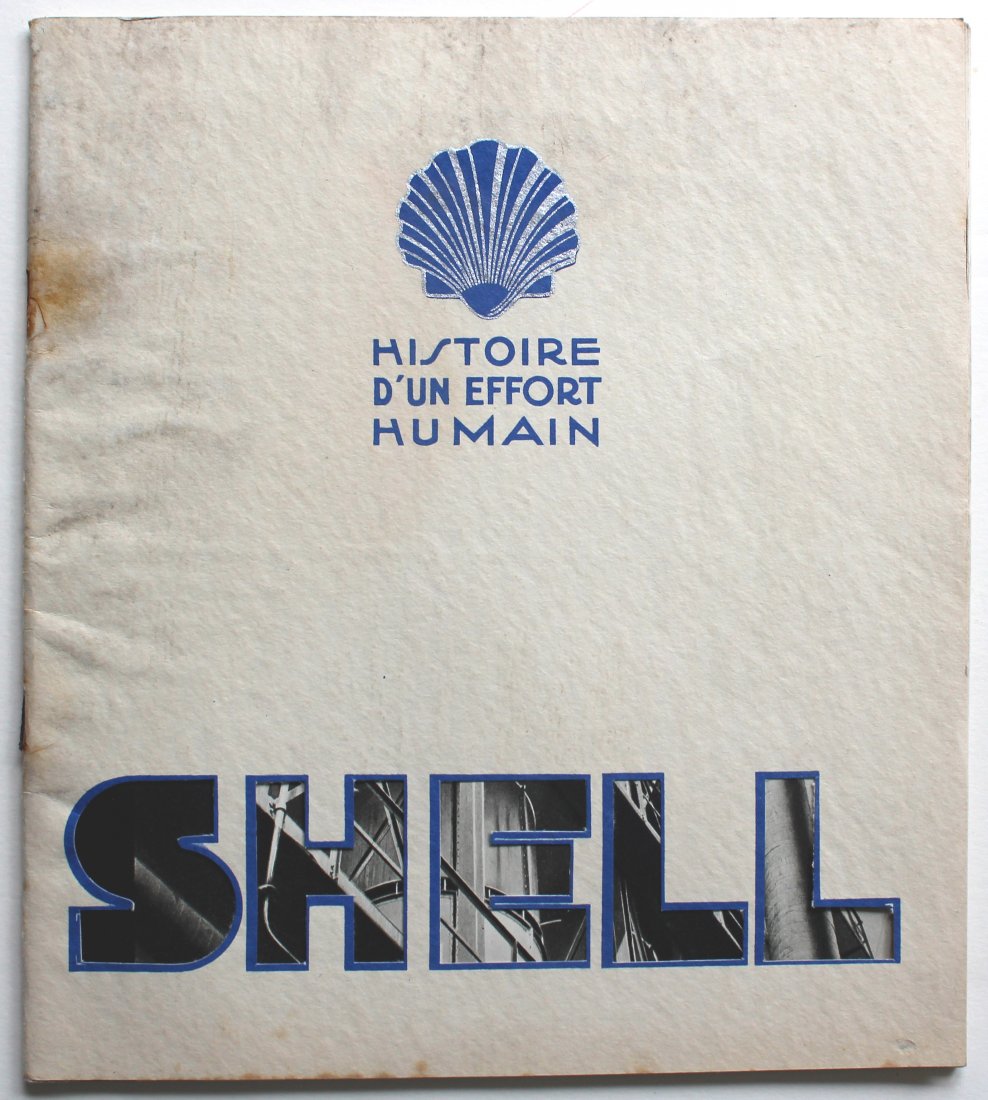 HISTOIRE
D'UN EFFORT
HUMAIN
SHELL